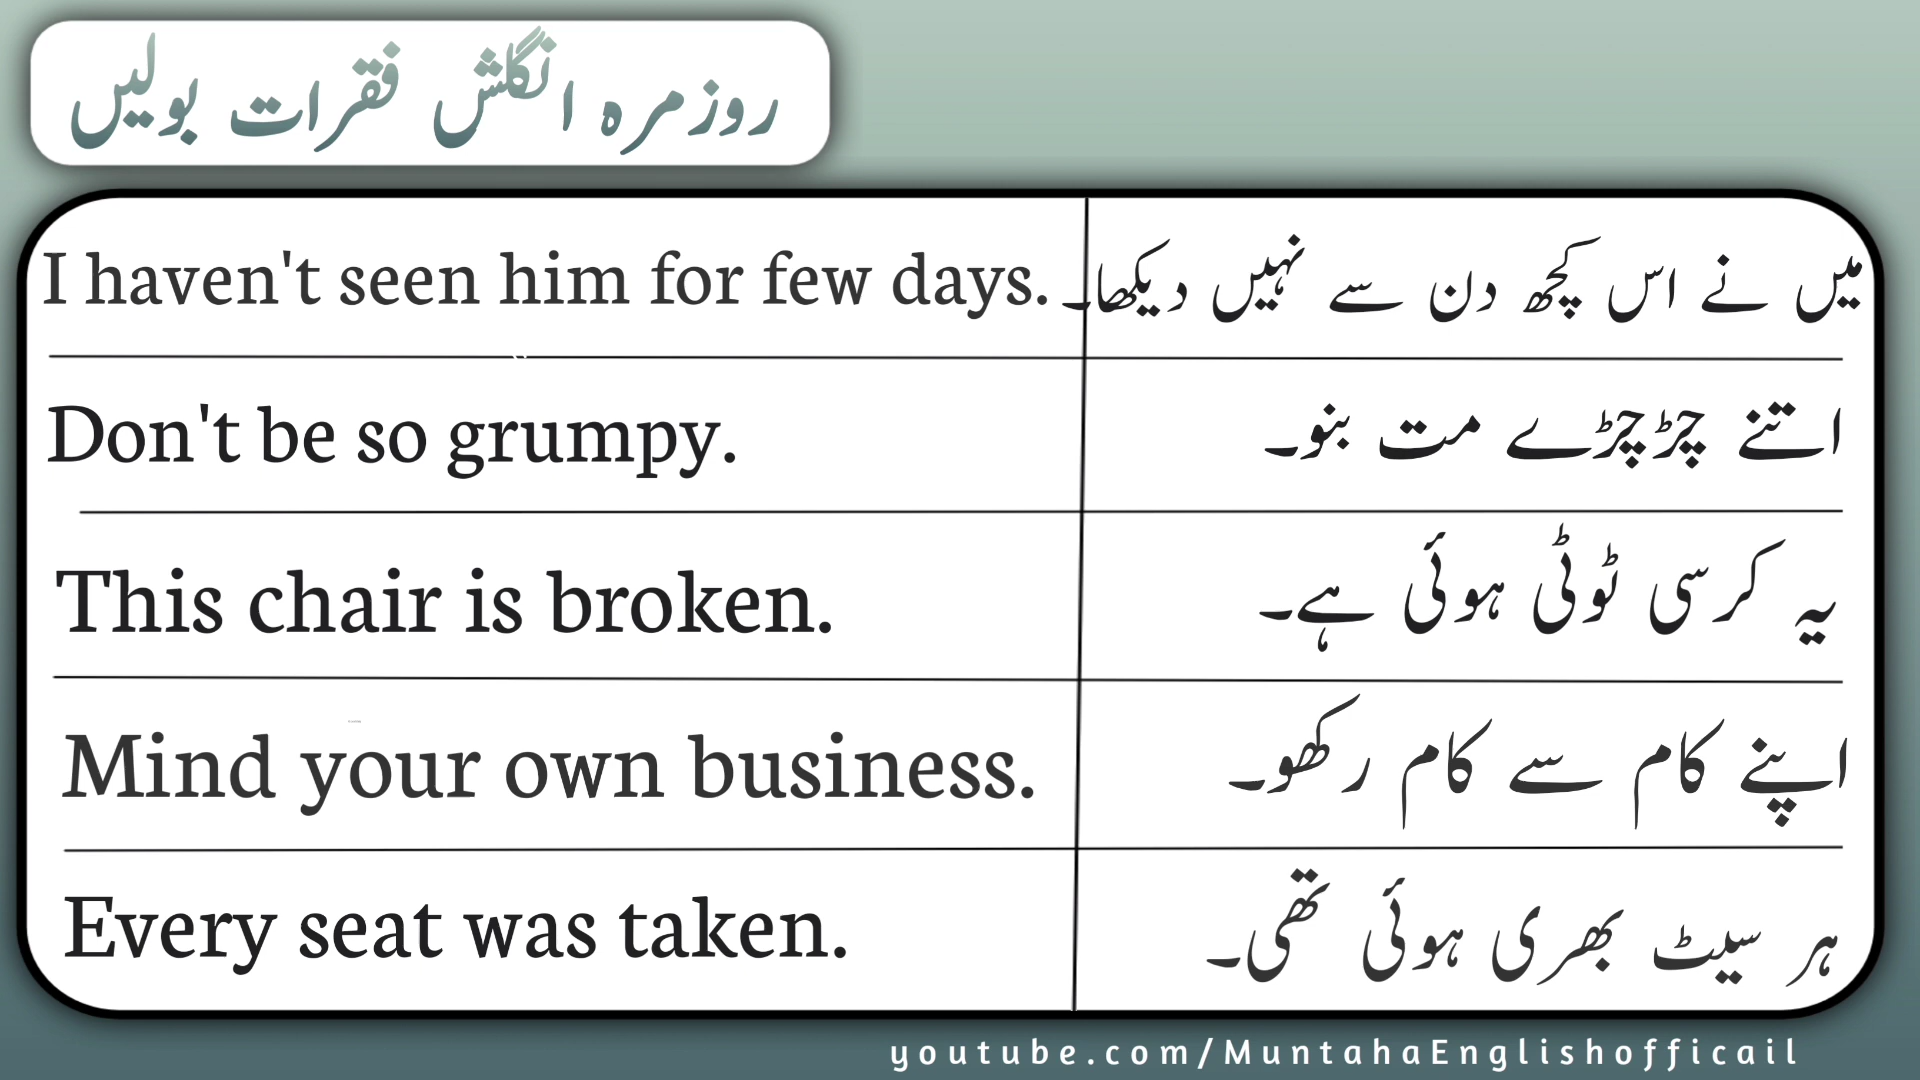 روزمرہ انگلش فقرات بولیں
I haven't seen him for few days. میں نے اس کچھ دن سے نہیں دیکھا۔
Don't be so grumpy. اتنے چڑچڑے مت بنو۔
This chair is broken. یہ کرسی ٹوٹی ہوئی ہے۔
Mind your own business. اپنے کام سے کام رکھو۔
Every seat was taken. ہر سیٹ بھری ہوئی تھی۔
youtube.com/MuntahaEnglishofficail